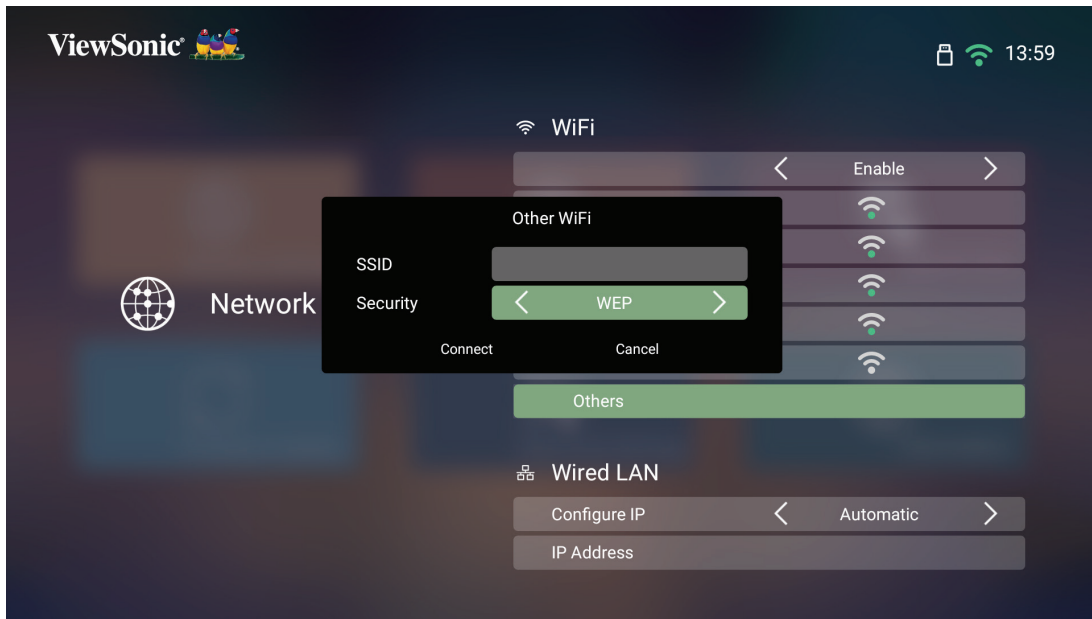 ViewSonic®
13:59
WiFi
Enable
Other WiFi
SSID
Security
WEP
Network
Connect
Cancel
Others
Wired LAN
Configure IP
Automatic
IP Address